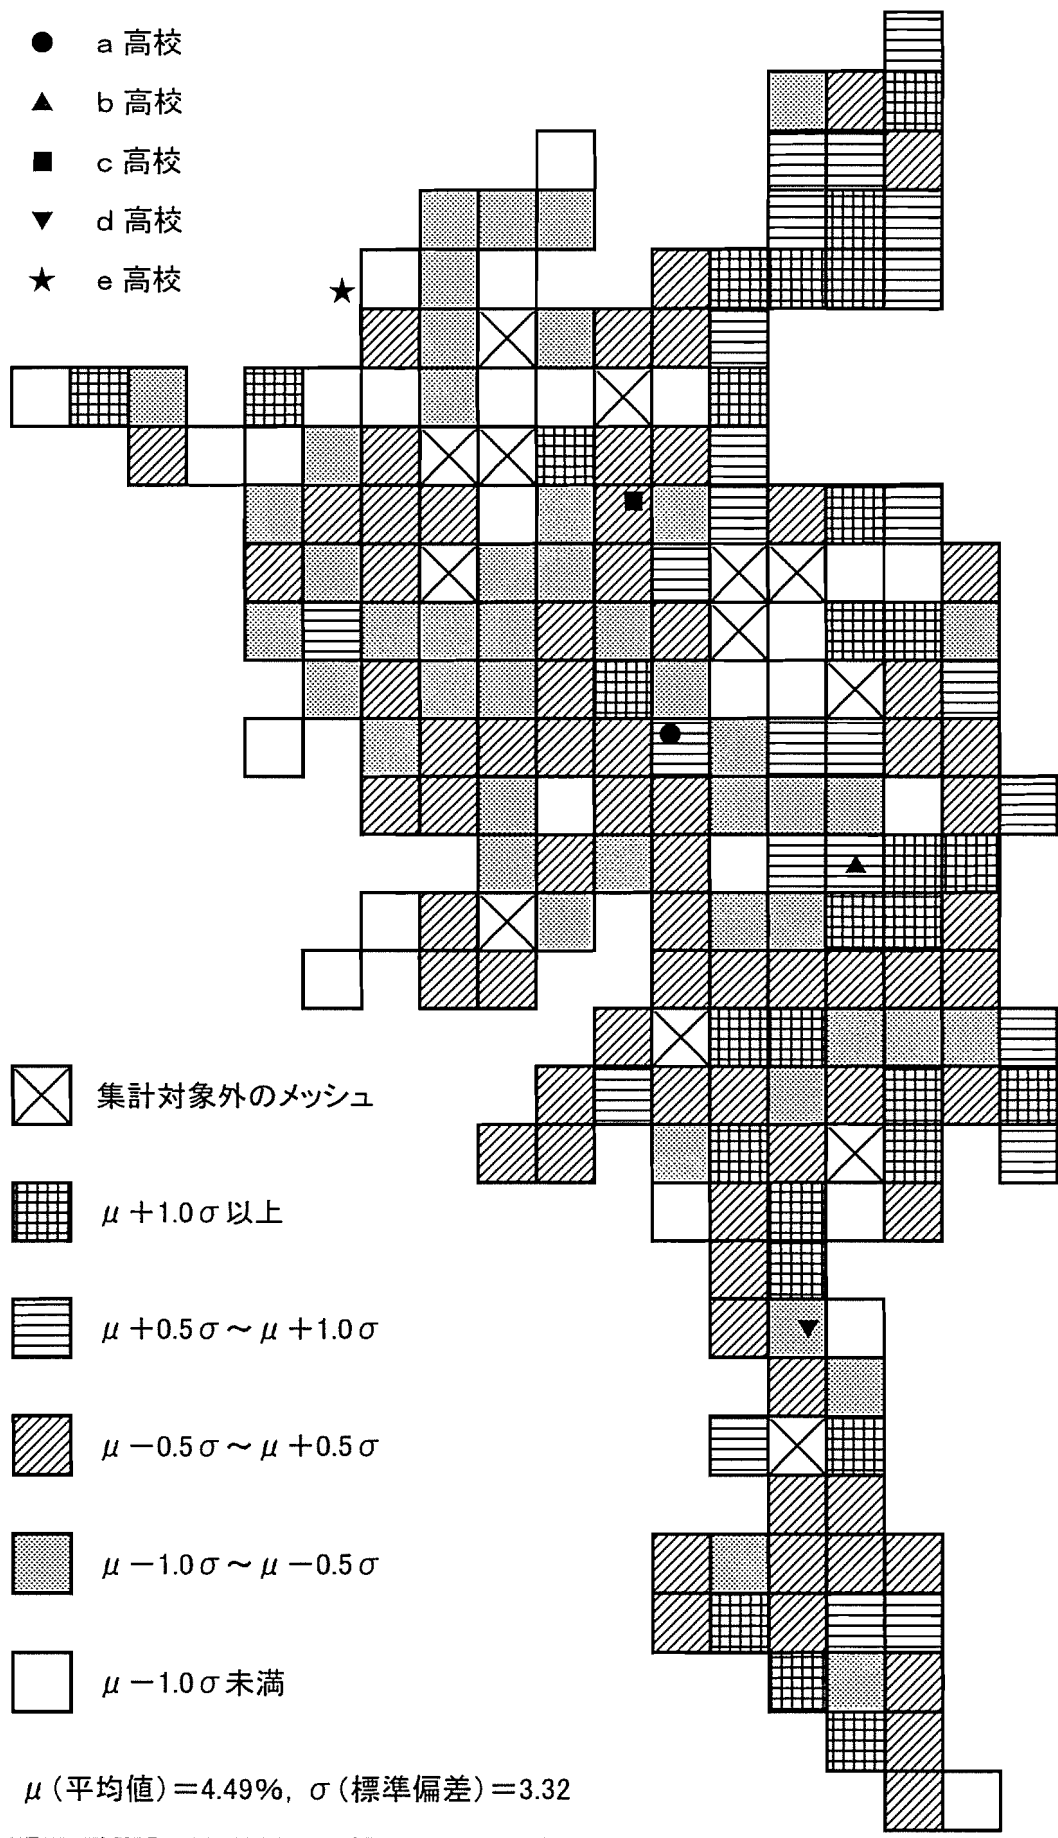 ● a 高校
▲ b 高校
■ c 高校
▼ d 高校
★ e 高校
集計対象外のメッシュ
μ＋1.0σ以上
μ＋0.5σ～μ＋1.0σ
μ－0.5σ～μ＋0.5σ
μ－1.0σ～μ－0.5σ
μ－1.0σ未満
μ（平均値）＝4.49%，σ（標準偏差）＝3.32